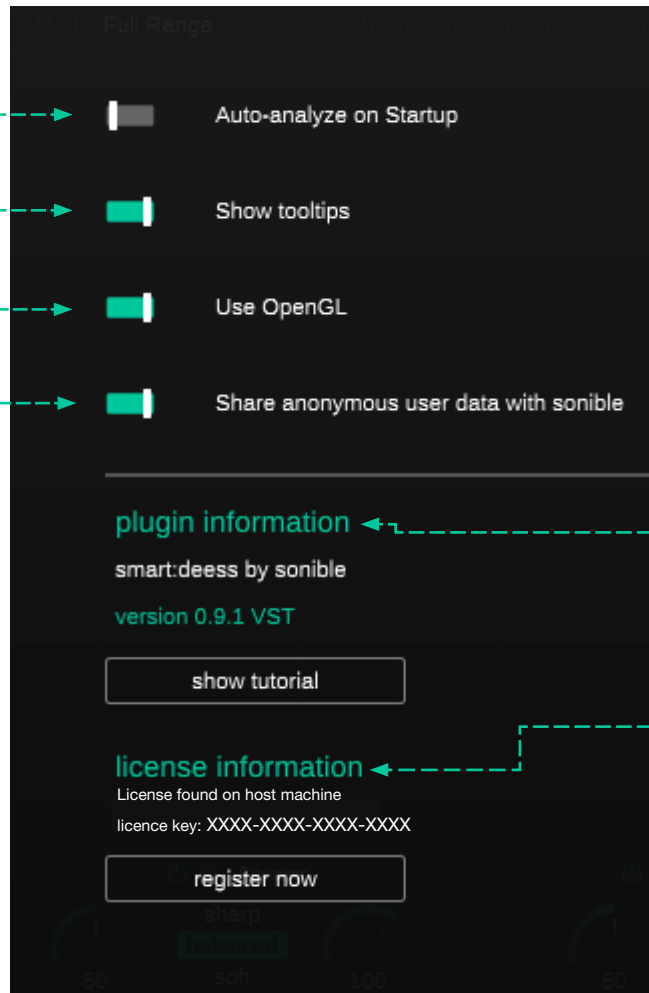 Mode Full Range
Auto-analyze on Startup
Show tooltips
Use OpenGL
Share anonymous user data with sonible
plugin information
smart:deess by sonible
version 0.9.1 VST
show tutorial
license information
License found on host machine
licence key: XXXX-XXXX-XXXX-XXXX
register now
sharp
balanced
50 soft 100 50